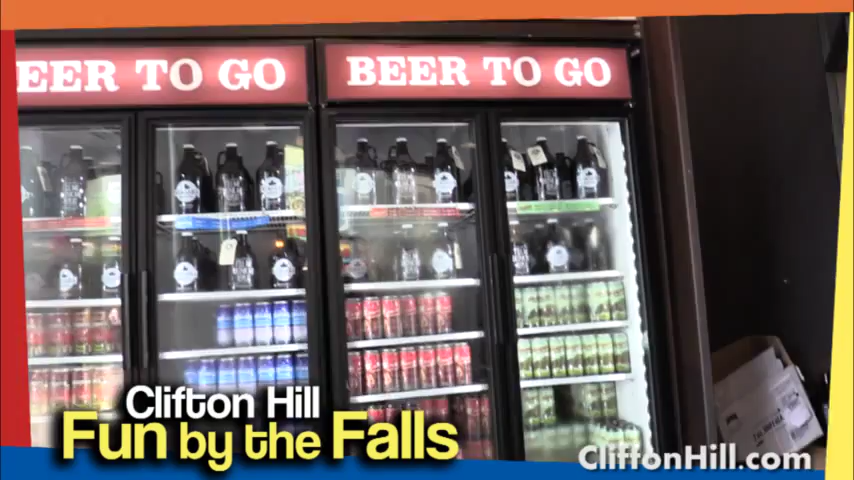 EER TO GO
BEER TO GO
Clifton Hill
Fun by the Falls
CliftonHill.com